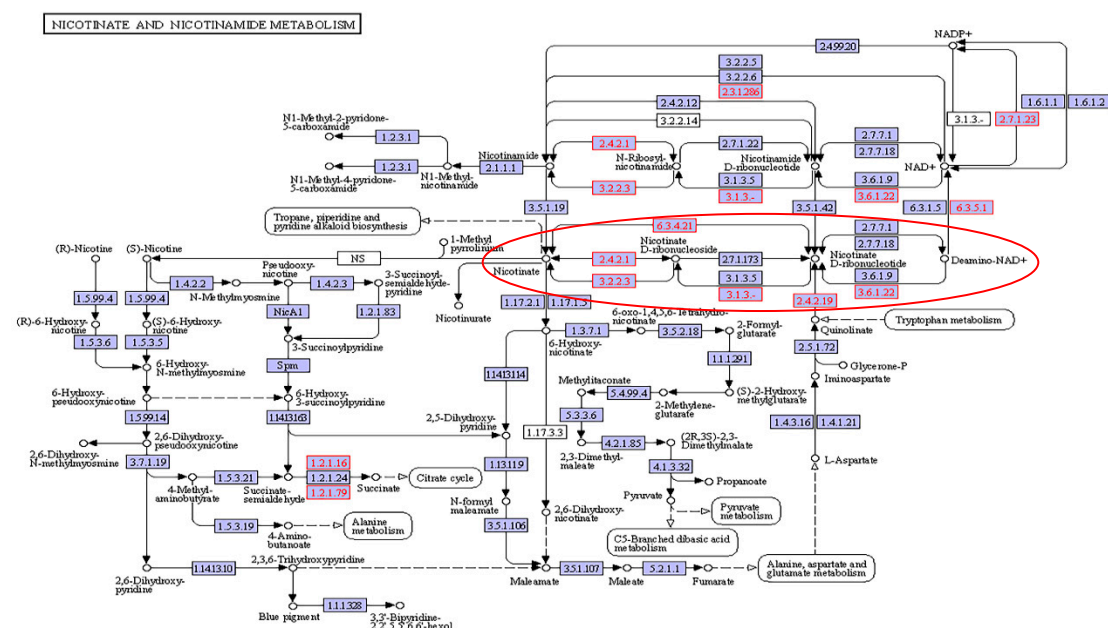 NICOTINATE AND NICOTINAMIDE METABOLISM
NADP+
2.4.99.20
3.2.2.5
3.2.2.6
2.3.1.286
2.4.2.12
3.2.2.14
1.6.1.1
1.6.1.2
3.1.3.-
2.7.1.23
N1-Methyl-2-pyridone-
5-carboxamide
1.2.3.1
1.2.3.1
N1-Methyl-4-pyridone-
5-carboxamide
N1-Methyl-
nicotinamide
2.1.1.1
Nicotinamide
2.4.2.1
N-Ribosyl-
nicotinamide
2.7.1.22
Nicotinamide
D-ribonucleotide
2.7.7.1
2.7.7.18
NAD+
3.2.2.3
3.1.3.5
3.1.3.-
3.6.1.9
3.6.1.22
3.5.1.19
3.5.1.42
6.3.1.5
6.3.5.1
Tropane, piperidine and
pyridine alkaloid biosynthesis
6.3.4.21
1-Methyl
pyrrolinium
(R)-Nicotine
(S)-Nicotine
NS
Nicotinate
2.4.2.1
Nicotinate
D-ribonucleoside
2.7.1.173
Nicotinate
D-ribonucleotide
2.7.7.1
2.7.7.18
Deamino-NAD+
3.2.2.3
3.1.3.5
3.1.3.-
3.6.1.9
3.6.1.22
1.4.2.2
N-Methylmyosmine
Pseudooxy-
nicotine
1.4.2.3
3-Succinoyl-
semialdehyde-
pyridine
1.5.99.4
1.5.99.4
NicA1
1.2.1.83
Nicotinurate
1.17.2.1
1.17.1.5
2.4.2.19
(R)-6-Hydroxy-
nicotine
(S)-6-Hydroxy-
nicotine
1.5.3.6
1.5.3.5
3-Succinoylpyridine
6-Hydroxy-
nicotinate
1.3.7.1
6-oxo-1,4,5,6-Tetrahydro-
nicotinate
3.5.2.18
2-Formyl-
glutarate
Quinolinate
Tryptophan metabolism
6-Hydroxy-
N-methylmyosmine
Spm
1.1.1.291
2.5.1.72
Glycerone-P
Iminoaspartate
6-Hydroxy-
pseudooxynicotine
6-Hydroxy-
3-succinoylpyridine
1.14.13.114
Methylitaconate
5.4.99.4
2-Methylene-
glutarate
(S)-2-Hydroxy-
methylglutarate
1.5.99.14
1.14.13.163
2,5-Dihydroxy-
pyridine
5.3.3.6
1.4.3.16
1.4.1.21
2,6-Dihydroxy-
pseudooxynicotine
2,6-Dihydroxy-
N-methylmyosmine
3.7.1.19
1.17.3.3
4.2.1.85
2,3-Dimethyl-
maleate
(2R,3S)-2,3-
Dimethylmalate
1.13.11.9
4.1.3.32
Propanoate
L-Aspartate
1.5.3.21
4-Methyl-
aminobutyrate
Succinate-
semialdehyde
1.2.1.16
1.2.1.24
1.2.1.79
Succinate
Citrate cycle
N-formyl
maleamate
Pyruvate
Pyruvate
metabolism
1.5.3.19
4-Amino-
butanoate
Alanine
metabolism
3.5.1.106
2,6-Dihydroxy-
nicotinate
C5-Branched dibasic acid
metabolism
2,6-Dihydroxy-
pyridine
1.14.13.10
2,3,6-Trihydroxypyridine
Maleamate
3.5.1.107
Maleate
5.2.1.1
Fumarate
Alanine, aspartate and
glutamate metabolism
Blue pigment
1.1.1.328
3,3'-Bipyridine-
2,2',5,5',6,6'-hexol